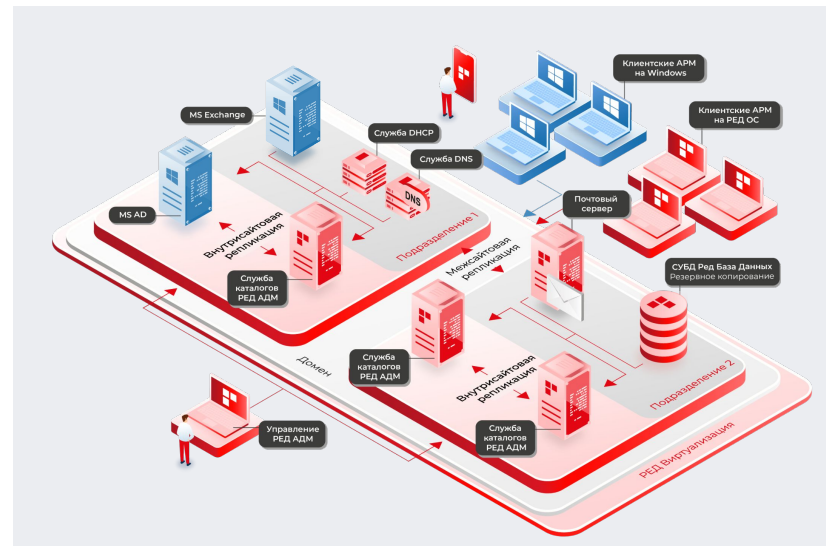 Клиентские АРМ
на Windows
Клиентские АРМ
на РЕД ОС
MS Exchange
Служба DHCP
Служба DNS
DNS
MS AD
Внутрисайтовая
репликация
Подразделение 1
Почтовый
сервер
Служба
каталогов
РЕД АДМ
Межсайтовая
репликация
СУБД Ред База Данных
Резервное копирование
Домен
Служба
каталогов
РЕД АДМ
Внутрисайтовая
репликация
Подразделение 2
Управление
РЕД АДМ
Служба
каталогов
РЕД АДМ
РЕД Виртуализация